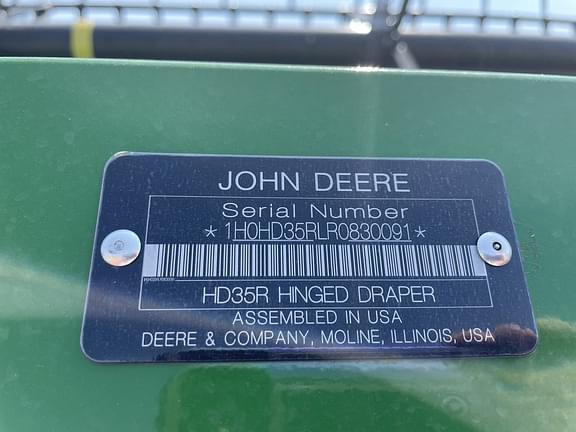 JOHN DEERE
Serial Number
*1H0HD35RLR0830091*
HD35R HINGED DRAPER
ASSEMBLED IN USA
DEERE & COMPANY, MOLINE, ILLINOIS, USA